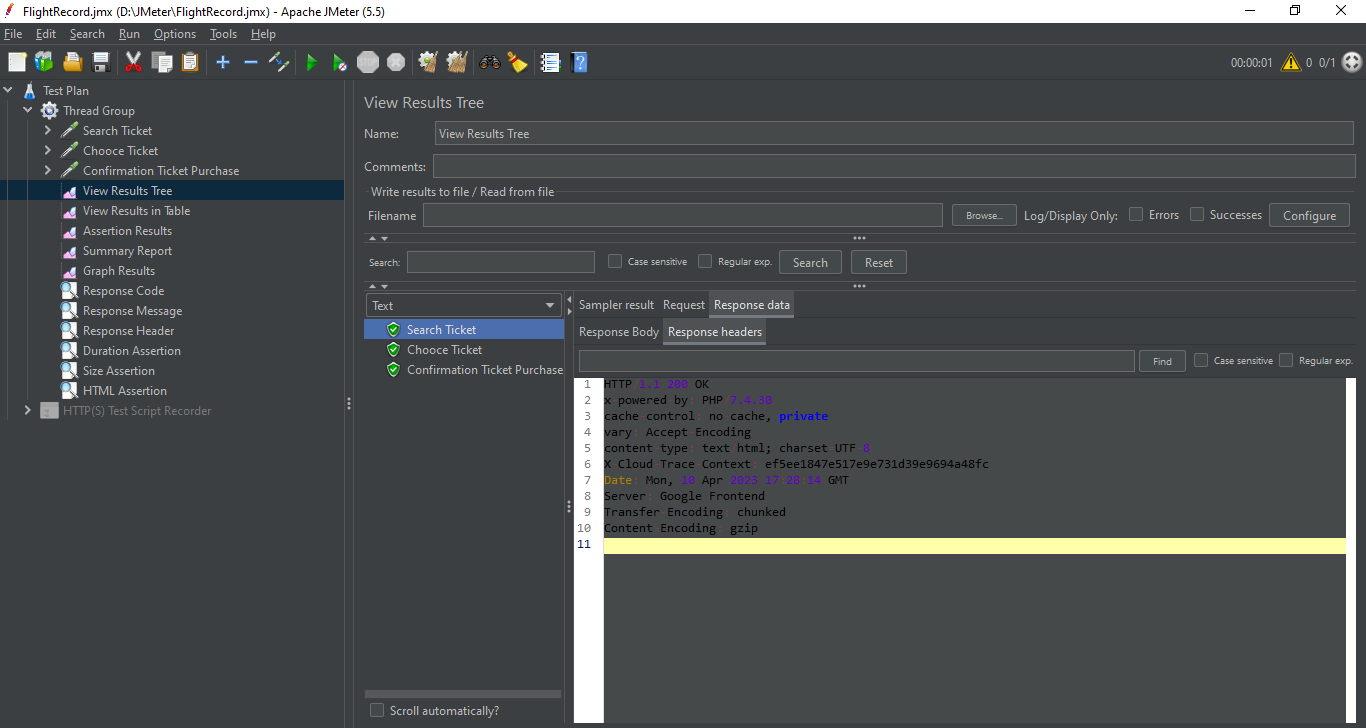 FlightRecord.jmx (D:\JMeter\FlightRecord.jmx) - Apache JMeter (5.5)
File Edit Search Run Options Tools Help
STOP
00:00:01 0 0/1
Test Plan
Thread Group
Search Ticket
Chooce Ticket
Confirmation Ticket Purchase
View Results Tree
View Results in Table
Assertion Results
Summary Report
Graph Results
Response Code
Response Message
Response Header
Duration Assertion
Size Assertion
HTML Assertion
HTTP(S) Test Script Recorder
View Results Tree
Name: View Results Tree
Comments:
Write results to file / Read from file
Filename Browse... Log/Display Only: Errors Successes Configure
Search: Case sensitive Regular exp. Search Reset
Text
Search Ticket
Chooce Ticket
Confirmation Ticket Purchase
Scroll automatically?
Sampler result Request Response data
Response Body Response headers
Find Case sensitive Regular exp.
1 HTTP 1.1 200 OK
2 x powered by: PHP 7.4.30
3 cache control: no cache, private
4 vary: Accept Encoding
5 content type: text html; charset UTF 8
6 X Cloud Trace Context: ef5ee1847e517e9e731d39e9694a48fc
7 Date: Mon, 10 Apr 2023 17 28 14 GMT
8 Server: Google Frontend
9 Transfer Encoding: chunked
10 Content Encoding: gzip
11